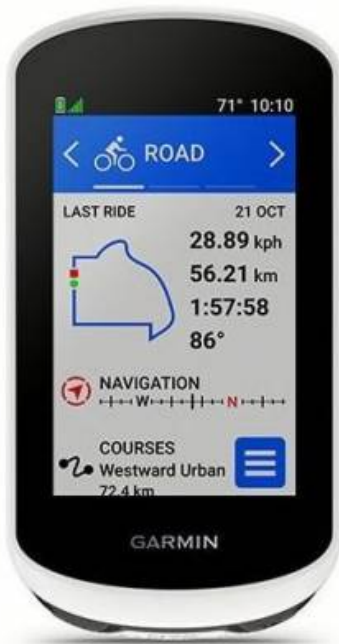 71° 10:10
ROAD
LAST RIDE 21 OCT
28.89 kph
56.21 km
1:57:58
86°
NAVIGATION
W N
COURSES
Westward Urban
72.4 km
GARMIN